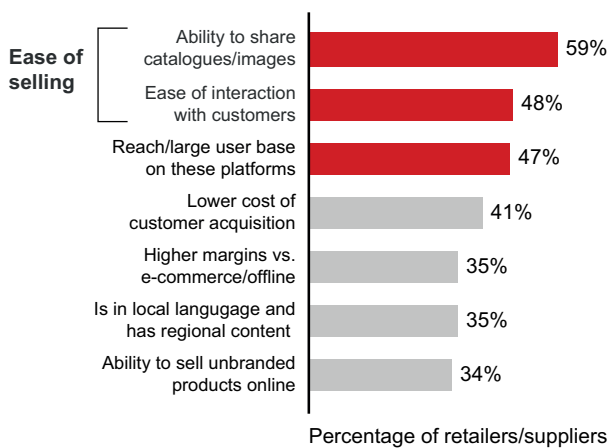 Ease of
selling
Ability to share
catalogues/images
59%
Ease of interaction
with customers
48%
Reach/large user base
on these platforms
47%
Lower cost of
customer acquisition
41%
Higher margins vs.
e-commerce/offline
35%
Is in local langugage and
has regional content
35%
Ability to sell unbranded
products online
34%
Percentage of retailers/suppliers